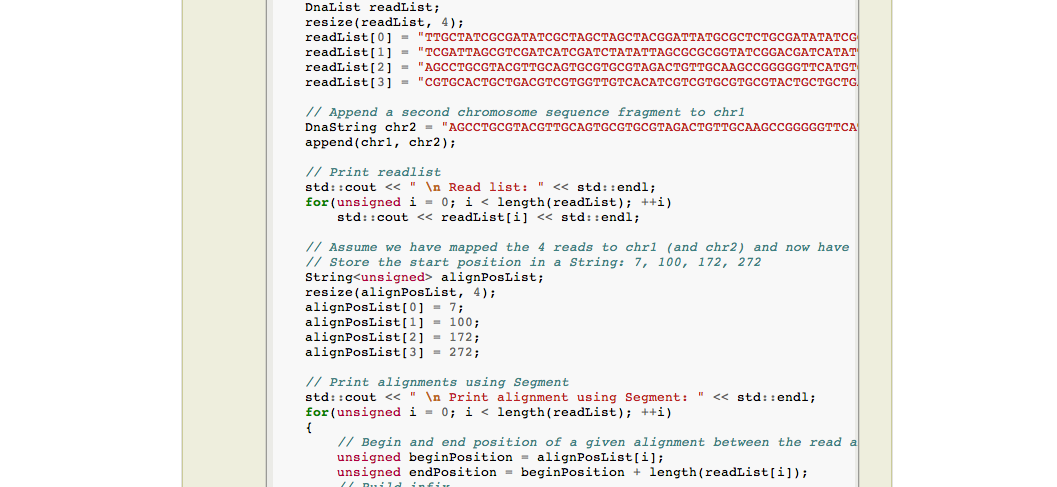 DnaList readList;
resize(readList, 4);
readList[0] = "TTGCTATCGCGATATCGCTAGCTAGCTACGGATTATGCGCTCTGCGATATATCG
readList[1] = "TCGATTAGCGTCGATCATCGATCTATATTAGCGCGCGGTATCGGACGATCATAT
readList[2] = "AGCCTGCGTACGTTGCAGTGCGTGCGTAGACTGTTGCAAGCCGGGGGTTCATGT
readList[3] = "CGTGCACTGCTGACGTCGTGGTTGTCACATCGTCGTGCGTGCGTACTGCTGCTG
// Append a second chromosome sequence fragment to chr1
DnaString chr2 = "AGCCTGCGTACGTTGCAGTGCGTGCGTAGACTGTTGCAAGCCGGGGGTTCA
append(chr1, chr2);
// Print readlist
std::cout << " \n Read list: " << std::endl;
for(unsigned i = 0; i < length(readList); ++i)
std::cout << readList[i] << std::endl;
// Assume we have mapped the 4 reads to chr1 (and chr2) and now have
// Store the start position in a String: 7, 100, 172, 272
String<unsigned> alignPosList;
resize(alignPosList, 4);
alignPosList[0] = 7;
alignPosList[1] = 100;
alignPosList[2] = 172;
alignPosList[3] = 272;
// Print alignments using Segment
std::cout << " \n Print alignment using Segment: " << std::endl;
for(unsigned i = 0; i < length(readList); ++i)
{
// Begin and end position of a given alignment between the read a
unsigned beginPosition = alignPosList[i];
unsigned endPosition = beginPosition + length(readList[i]);
// Build infix